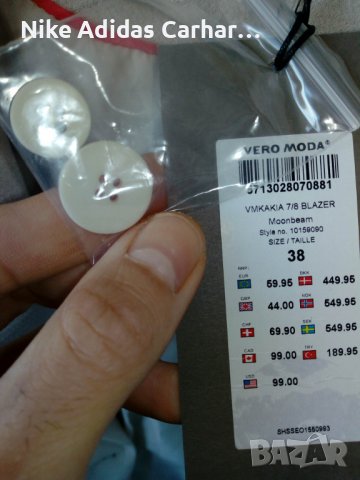 Nike Adidas Carhar...
VERO MODA®
5713028070881
VMKAKIA 7/8 BLAZER
Moonbeam
Style no. 10159090
SIZE / TAILLE
38
RRP:
EUR 59.95 DKK 449.95
GBP 44.00 NOK 549.95
CHF 69.90 SEK 549.95
CAD 99.00 TRY 189.95
USD 99.00
SHSSEO1550993
BAZAR